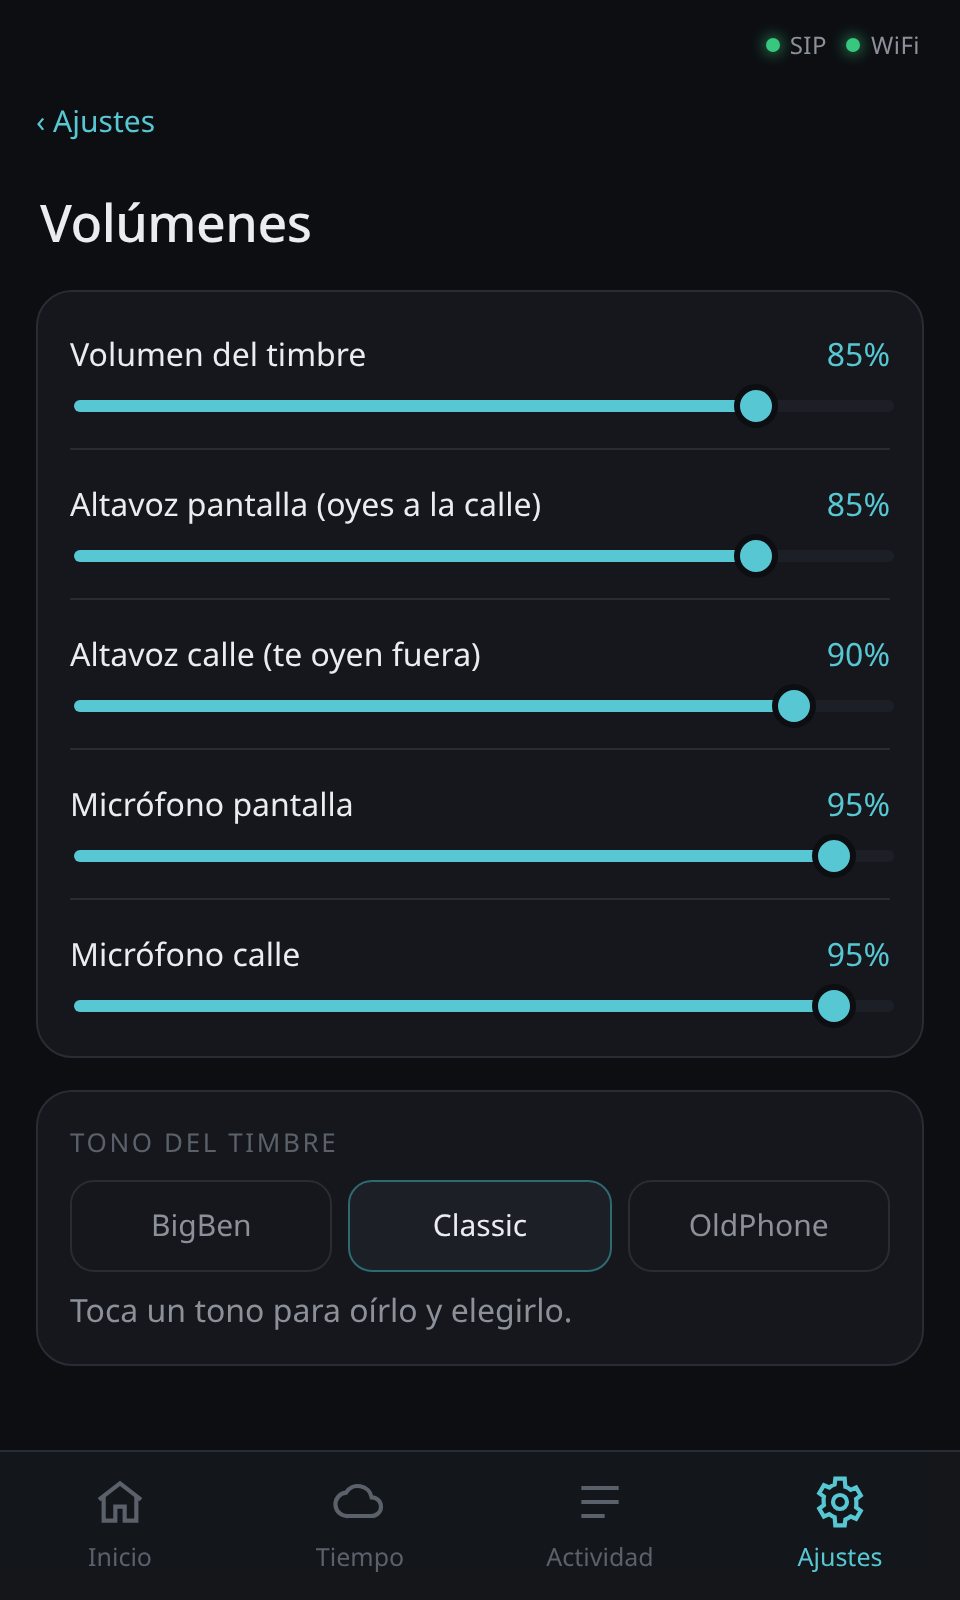 SIP WiFi
‹ Ajustes
Volúmenes
Volumen del timbre 85%
Altavoz pantalla (oyes a la calle) 85%
Altavoz calle (te oyen fuera) 90%
Micrófono pantalla 95%
Micrófono calle 95%
TONO DEL TIMBRE
BigBen Classic OldPhone
Toca un tono para oírlo y elegirlo.
Inicio Tiempo Actividad Ajustes